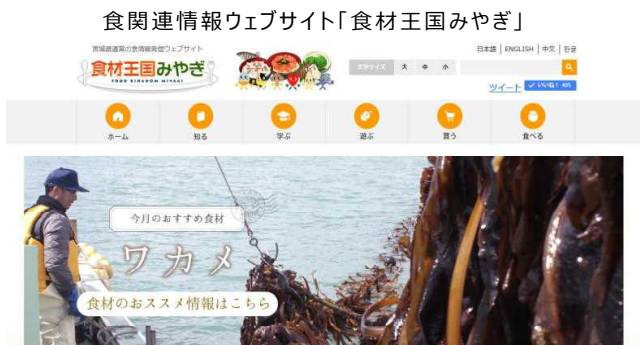 食関連情報ウェブサイト「食材王国みやぎ」
宮城県運営の食情報発信ウェブサイト
食材王国みやぎ
FOOD KINGDOM MIYAGI
文字サイズ 大 中 小
日本語 | ENGLISH | 中文 | 한글
ツイート
いいね!
ホーム
知る
学ぶ
遊ぶ
買う
食べる
今月のおすすめ食材
ワカメ
食材のおススメ情報はこちら